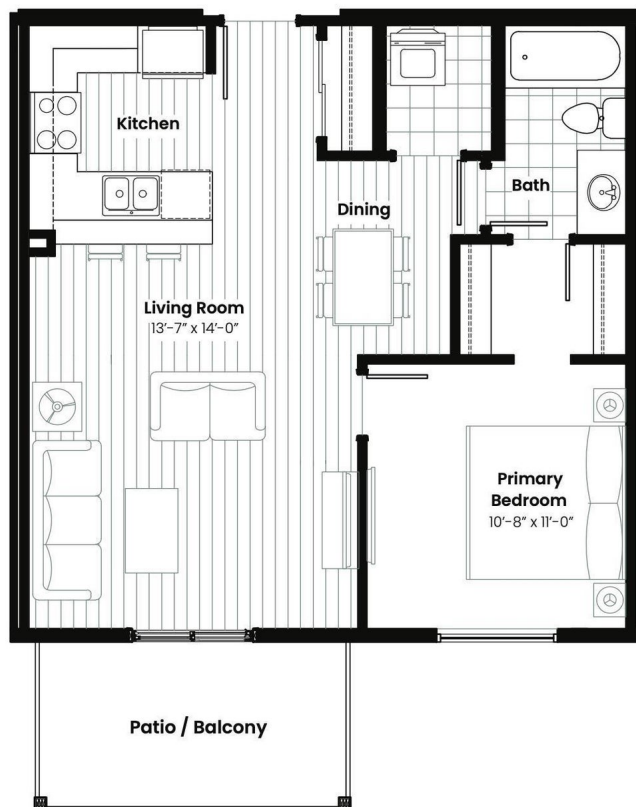 Kitchen
Bath
Dining
Living Room
13’-7” x 14’-0”
Primary
Bedroom
10’-8” x 11’-0”
Patio / Balcony